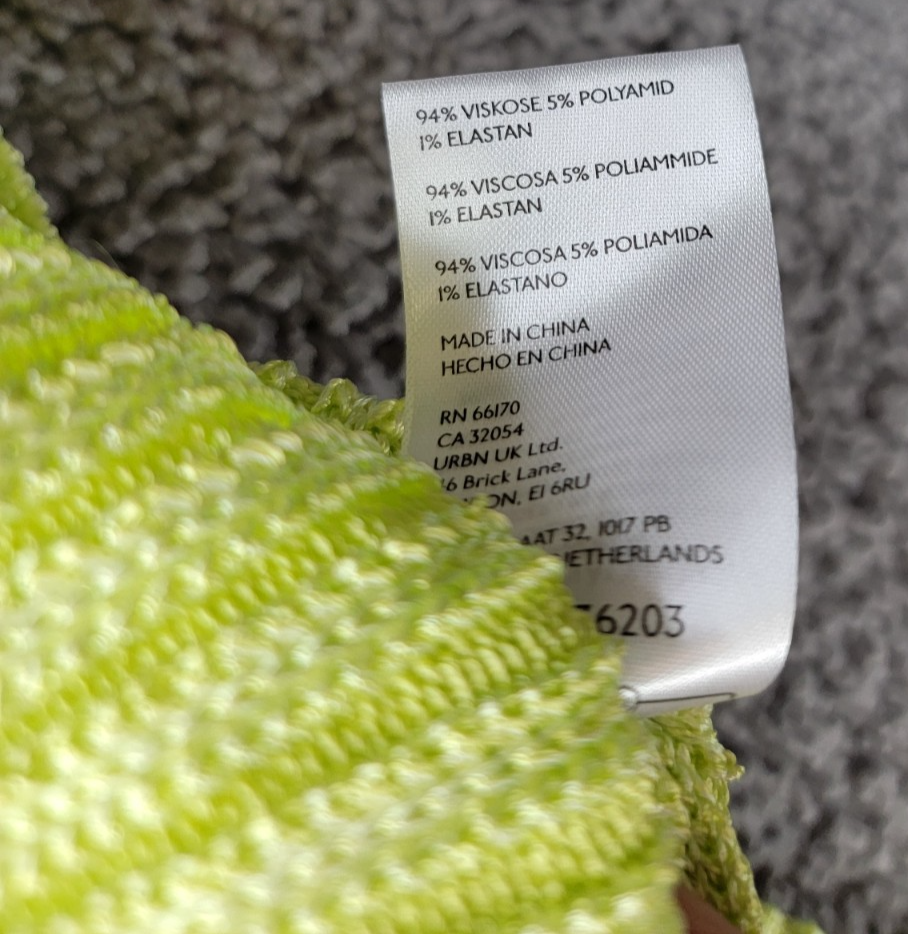 94% VISKOSE 5% POLYAMID
1% ELASTAN
94% VISCOSA 5% POLIAMMIDE
1% ELASTAN
94% VISCOSA 5% POLIAMIDA
1% ELASTANO
MADE IN CHINA
HECHO EN CHINA
RN 66170
CA 32054
URBN UK Ltd.
Brick Lane,
E1 6RU
32, 1017 PB
6203